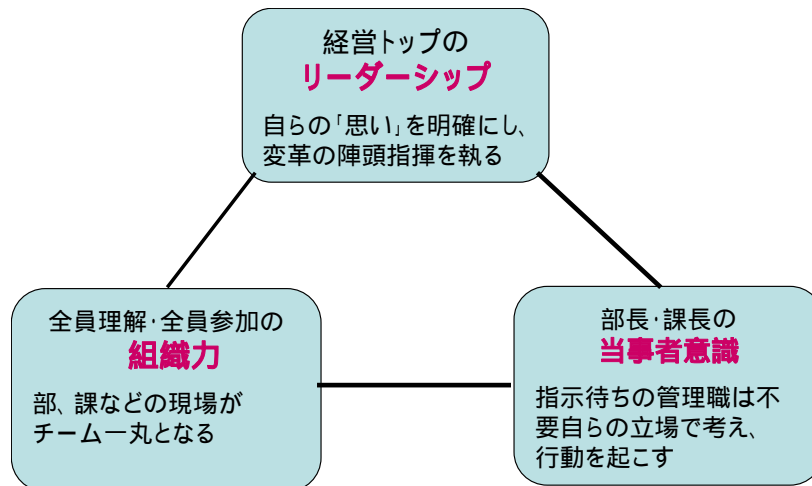 経営トップの
リーダーシップ
自らの「思い」を明確にし、
変革の陣頭指揮を執る
全員理解・全員参加の
組織力
部、課などの現場が
チーム一丸となる
部長・課長の
当事者意識
指示待ちの管理職は不
要自らの立場で考え、
行動を起こす